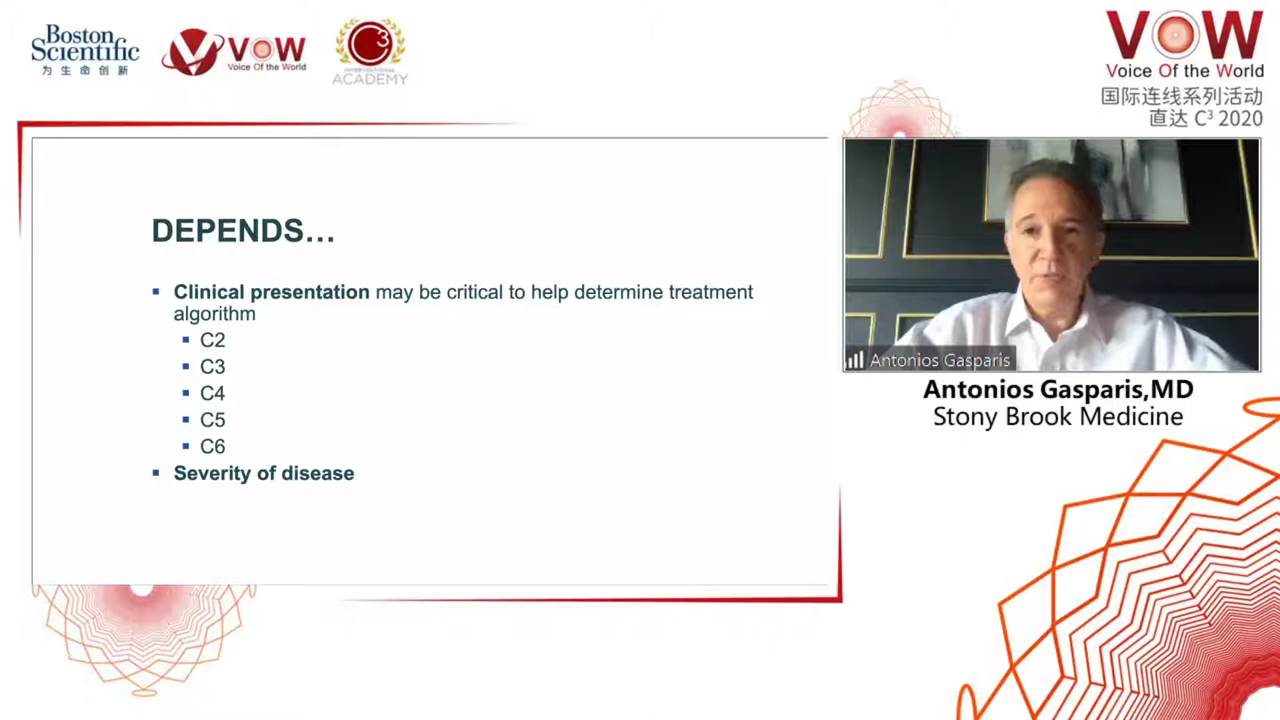 Boston
Scientific
为生命创新
VOW
Voice Of the World
C3
ACADEMY
VOW
Voice Of the World
国际连线系列活动
直达 C³ 2020
DEPENDS…
▪ Clinical presentation may be critical to help determine treatment
algorithm
▪ C2
▪ C3
▪ C4
▪ C5
▪ C6
▪ Severity of disease
Antonios Gasparis
Antonios Gasparis,MD
Stony Brook Medicine